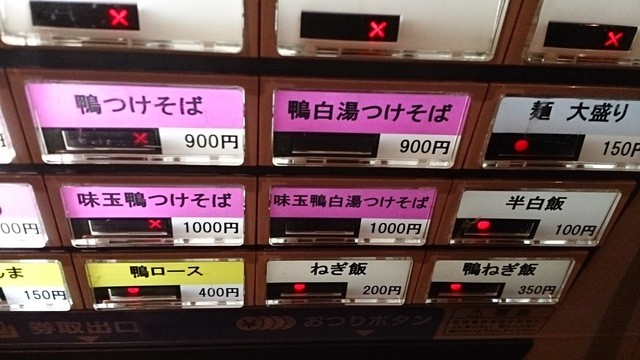 鴨つけそば
900円
鴨白湯つけそば
900円
麺 大盛り
150円
00円
味玉鴨つけそば
1000円
味玉鴨白湯つけそば
1000円
半白飯
100円
ま
150円
鴨ロース
400円
ねぎ飯
200円
鴨ねぎ飯
350円
券取出口
おつりボタン